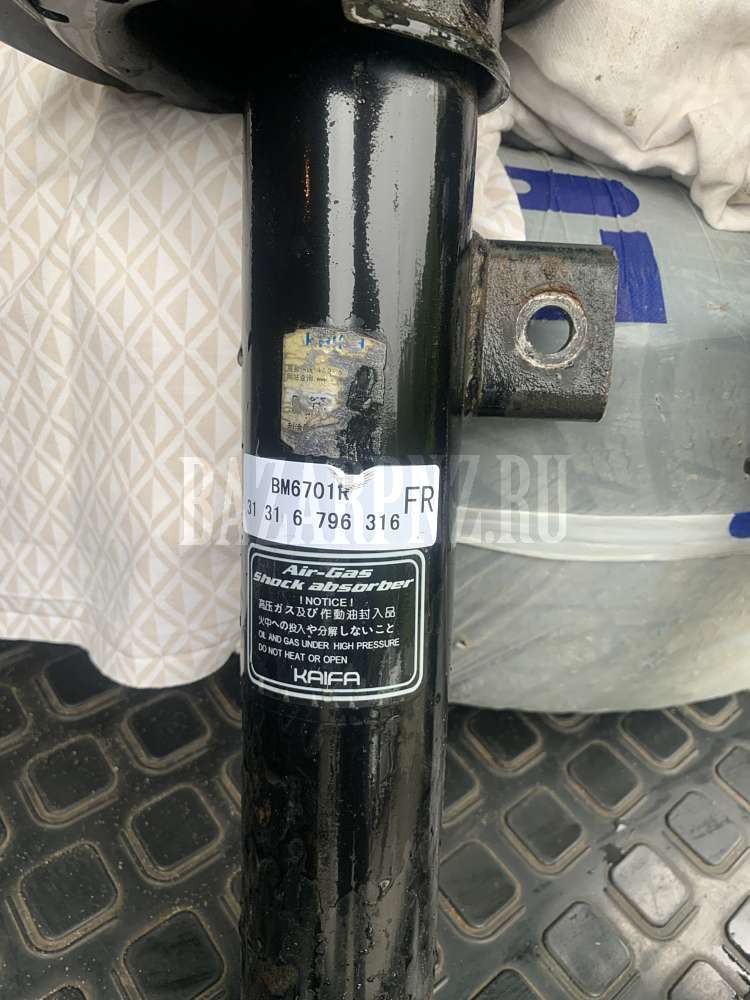 KAIFA
BM6701R
FR
31 31 6 796 316
BAZARPNZ.RU
Air-Gas
shock absorber
! NOTICE !
高圧ガス及び作動油封入品
火中への投入や分解しないこと
OIL AND GAS UNDER HIGH PRESSURE
DO NOT HEAT OR OPEN
KAIFA